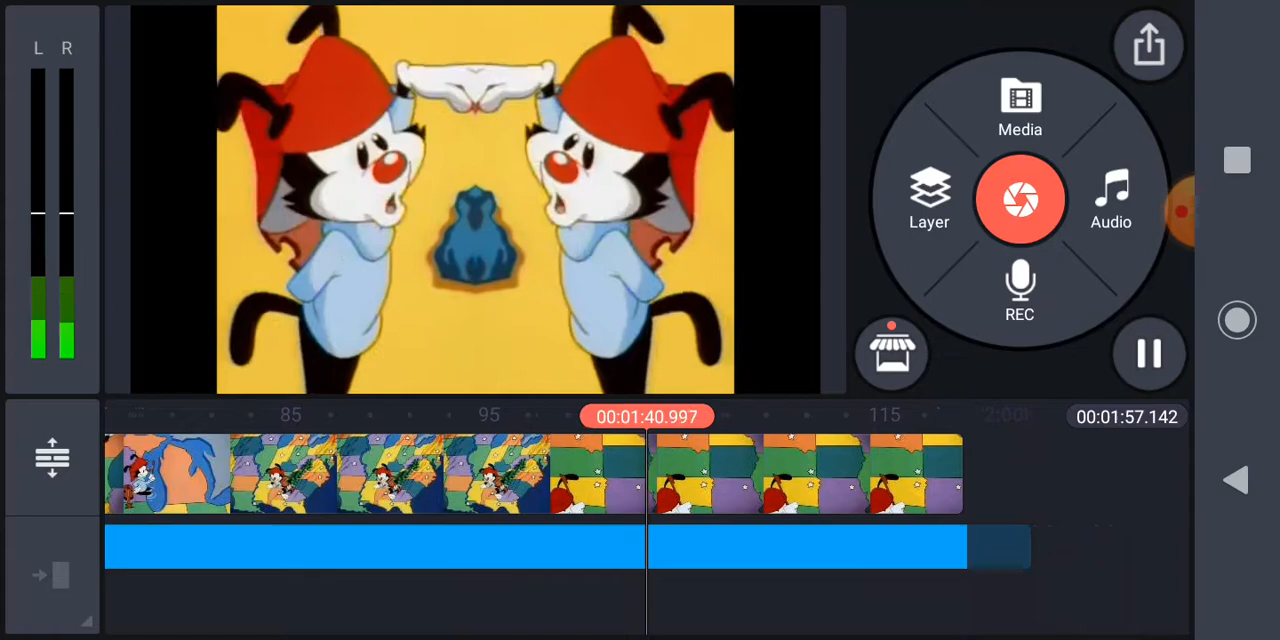 L R
Media
Layer
Audio
REC
85
95
00:01:40.997
115
00:01:57.142